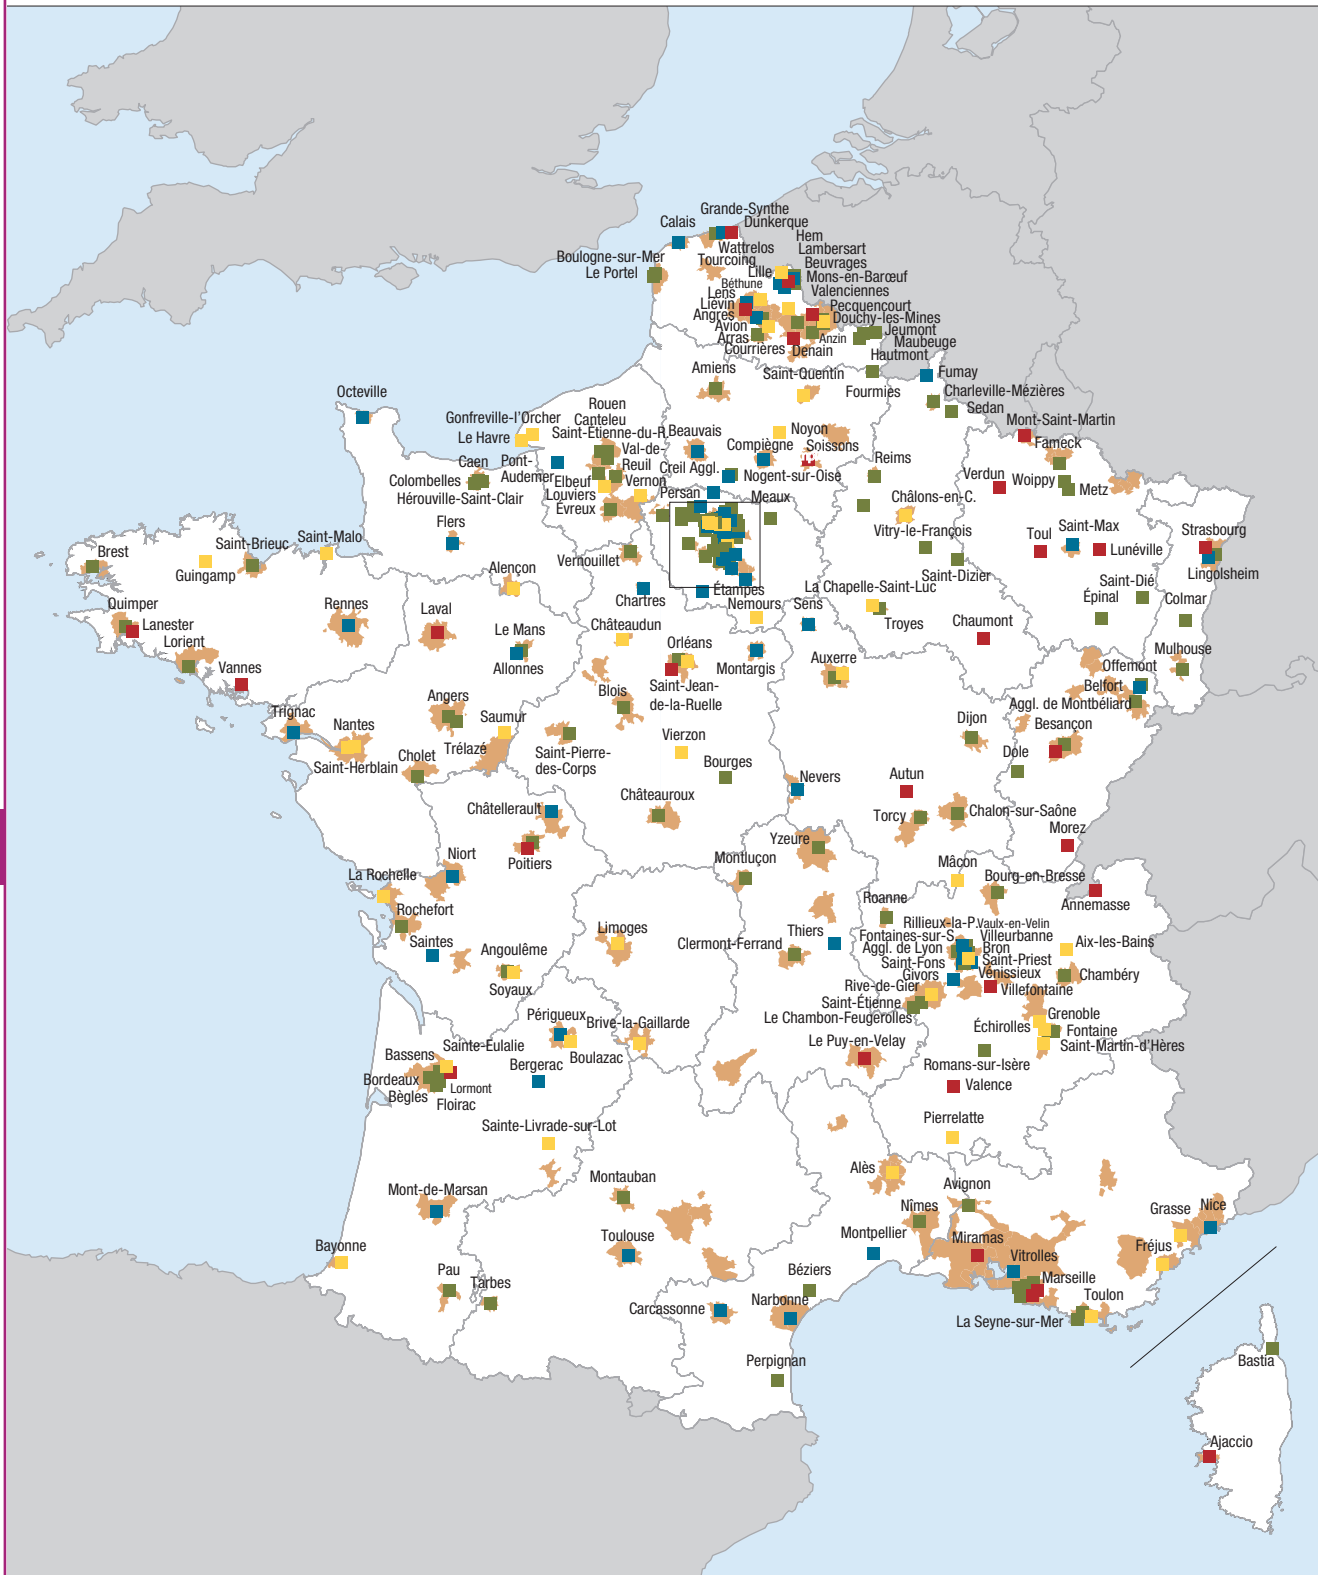 Grande-Synthe
Calais
Dunkerque
Hem
Wattrelos
Lambersart
Boulogne-sur-Mer
Tourcoing
Beuvrages
Le Portel
Lille
Mons-en-Barœuf
Béthune
Valenciennes
Lens
Liévin
Pecquencourt
Angres
Douchy-les-Mines
Avion
Jeumont
Arras
Anzin
Maubeuge
Courrières
Denain
Hautmont
Amiens
Saint-Quentin
Fumay
Fourmies
Charleville-Mézières
Octeville
Sedan
Rouen
Gonfreville-l'Orcher
Canteleu
Mont-Saint-Martin
Le Havre
Saint-Étienne-du-R.
Beauvais
Noyon
Fameck
Compiègne
Soissons
Caen
Pont-
Audemer
Val-de-
Reuil
Creil Aggl.
Nogent-sur-Oise
Reims
Verdun
Woippy
Metz
Colombelles
Elbeuf
Vernon
Persan
Meaux
Hérouville-Saint-Clair
Louviers
Châlons-en-C.
Évreux
Flers
Vitry-le-François
Toul
Saint-Max
Lunéville
Strasbourg
Saint-Malo
Saint-Brieuc
Brest
Guingamp
Vernouillet
Saint-Dizier
Lingolsheim
Alençon
Étampes
La Chapelle-Saint-Luc
Saint-Dié
Chartres
Nemours
Sens
Épinal
Colmar
Quimper
Lanester
Rennes
Laval
Châteaudun
Troyes
Chaumont
Lorient
Le Mans
Orléans
Allonnes
Montargis
Auxerre
Mulhouse
Vannes
Saint-Jean-
de-la-Ruelle
Offemont
Belfort
Angers
Blois
Aggl. de Montbéliard
Trignac
Nantes
Saumur
Dijon
Besançon
Trélazé
Saint-Pierre-
des-Corps
Vierzon
Dole
Saint-Herblain
Cholet
Bourges
Nevers
Autun
Châtellerault
Châteauroux
Torcy
Chalon-sur-Saône
Yzeure
Morez
Poitiers
Montluçon
Niort
Mâcon
La Rochelle
Bourg-en-Bresse
Annemasse
Rochefort
Roanne
Limoges
Rillieux-la-P.
Vaulx-en-Velin
Thiers
Fontaines-sur-S.
Villeurbanne
Saintes
Clermont-Ferrand
Aggl. de Lyon
Bron
Aix-les-Bains
Angoulême
Saint-Fons
Saint-Priest
Givors
Vénissieux
Chambéry
Soyaux
Rive-de-Gier
Villefontaine
Saint-Étienne
Périgueux
Brive-la-Gaillarde
Le Chambon-Feugerolles
Grenoble
Échirolles
Fontaine
Sainte-Eulalie
Boulazac
Le Puy-en-Velay
Saint-Martin-d'Hères
Bassens
Bergerac
Romans-sur-Isère
Bordeaux
Lormont
Valence
Bègles
Floirac
Sainte-Livrade-sur-Lot
Pierrelatte
Alès
Montauban
Avignon
Mont-de-Marsan
Nîmes
Grasse
Nice
Toulouse
Montpellier
Miramas
Bayonne
Vitrolles
Fréjus
Pau
Béziers
Marseille
Tarbes
Narbonne
Carcassonne
Toulon
La Seyne-sur-Mer
Perpignan
Bastia
Ajaccio